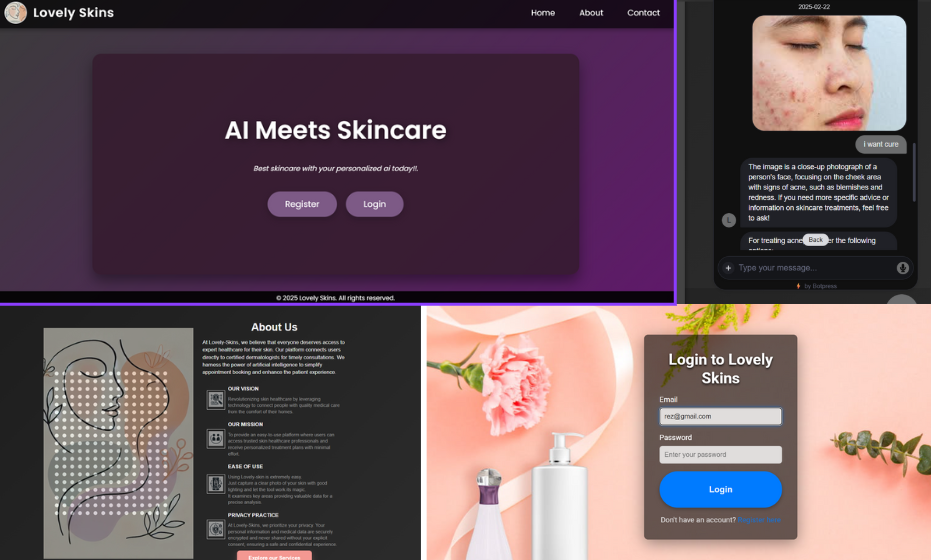 Lovely Skins
Home
About
Contact
AI Meets Skincare
Best skincare with your personalized ai today!!.
Register
Login
© 2025 Lovely Skins. All rights reserved.
2025-02-22
I want cure
The image is a close-up photograph of a
person's face, focusing on the cheek area
with signs of acne, such as blemishes and
redness. If you need more specific advice or
information on skincare treatments, feel free
to ask!
L
For treating acne
Back
er the following
Type your message...
by Botpress
About Us
At Lovely-Skins, we believe that everyone deserves access to
expert healthcare for their skin. Our platform connects users
directly to certified dermatologists for timely consultations. We
harness the power of artificial intelligence to simplify
appointment booking and enhance the patient experience.
OUR VISION
Revolutionizing skin healthcare by leveraging
technology to connect people with quality medical care
from the comfort of their homes.
OUR MISSION
To provide an easy-to-use platform where users can
access trusted skin healthcare professionals and
receive personalized treatment plans with minimal
effort.
EASE OF USE
Using Lovely skin is extremely easy.
Just capture a clear photo of your skin with good
lighting and let the tool work its magic.
It examines key areas providing valuable data for a
precise analysis.
PRIVACY PRACTICE
At Lovely-Skins, we prioritize your privacy. Your
personal information and medical data are securely
encrypted and never shared without your explicit
consent, ensuring a safe and confidential experience.
Explore our Services
Login to Lovely
Skins
Email
rez@gmail.com
Password
Enter your password
Login
Don't have an account?